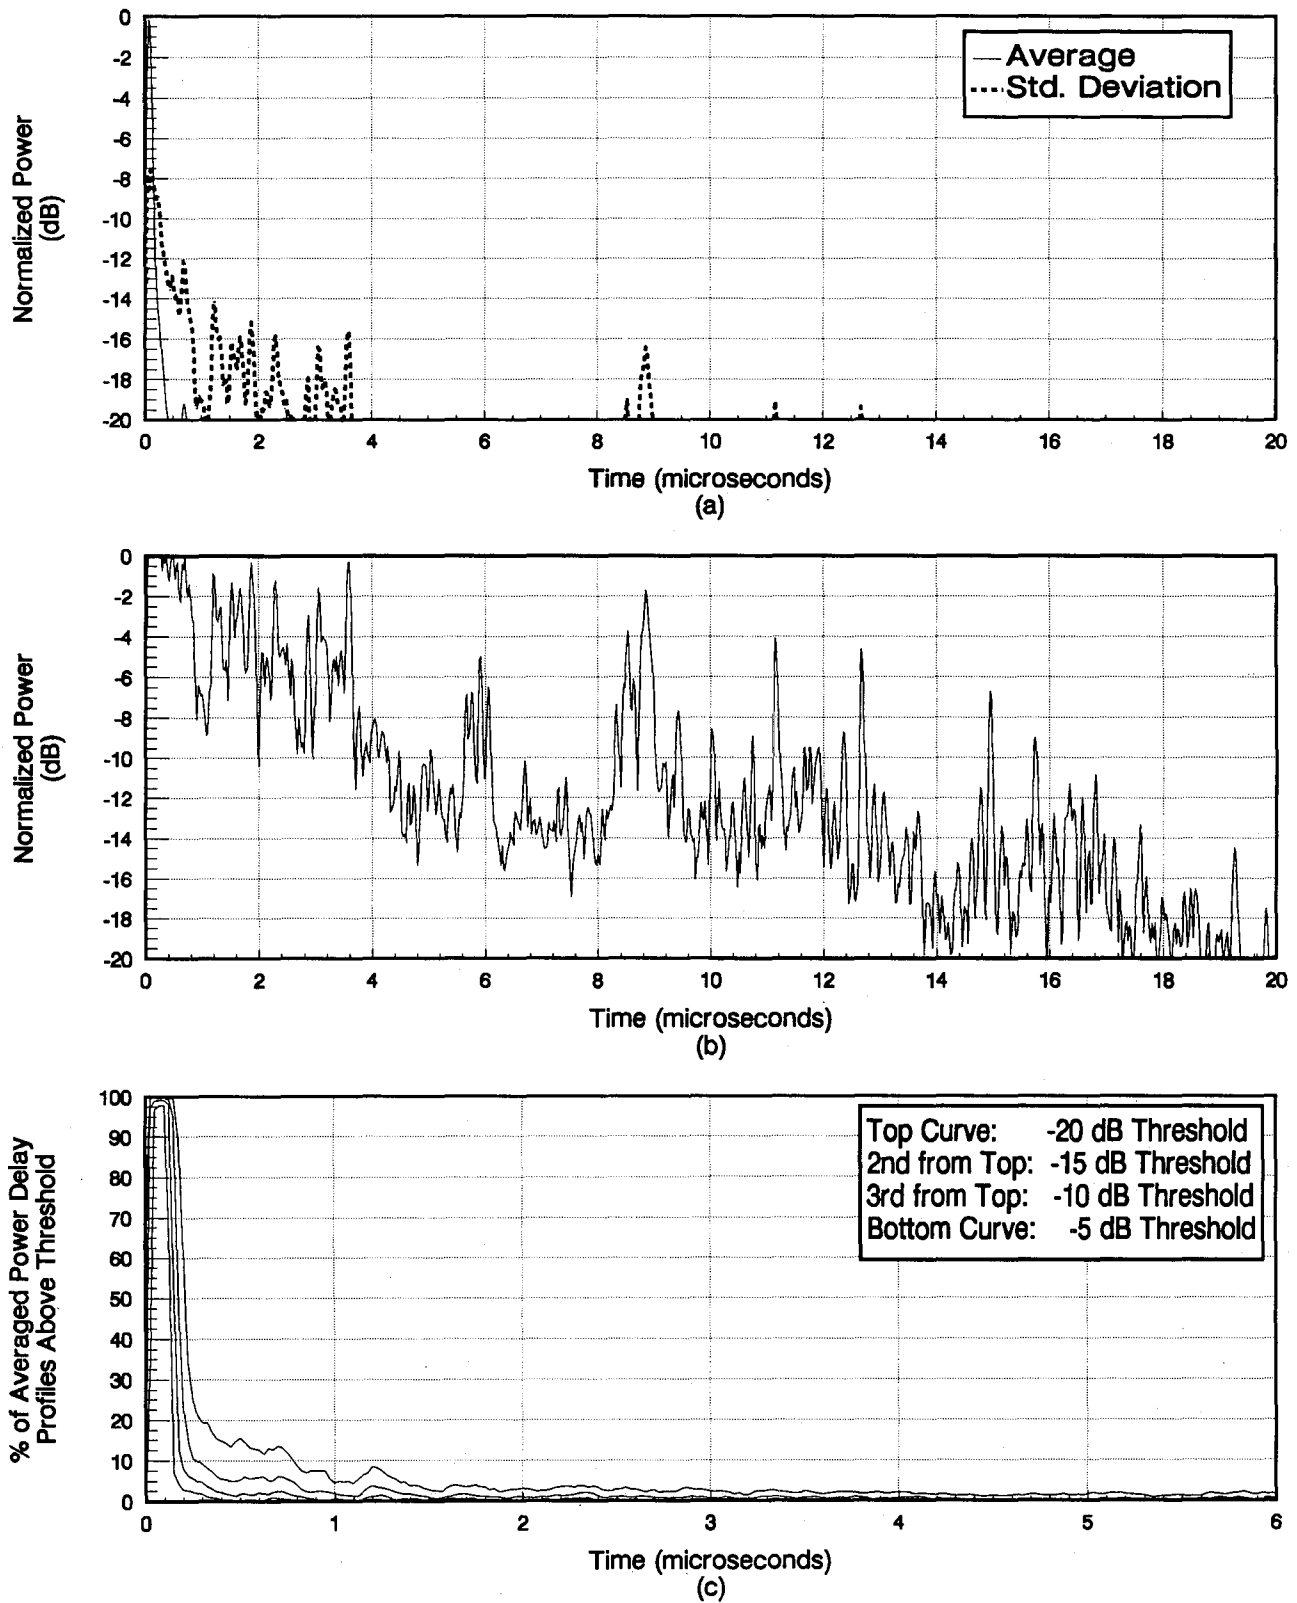 0
-2
-4
-6
-8
-10
-12
-14
-16
-18
-20
Normalized Power
(dB)
Average
Std. Deviation
0 2 4 6 8 10 12 14 16 18 20
Time (microseconds)
(a)
0
-2
-4
-6
-8
-10
-12
-14
-16
-18
-20
Normalized Power
(dB)
0 2 4 6 8 10 12 14 16 18 20
Time (microseconds)
(b)
100
90
80
70
60
50
40
30
20
10
0
% of Averaged Power Delay
Profiles Above Threshold
Top Curve: -20 dB Threshold
2nd from Top: -15 dB Threshold
3rd from Top: -10 dB Threshold
Bottom Curve: -5 dB Threshold
0 1 2 3 4 5 6
Time (microseconds)
(c)